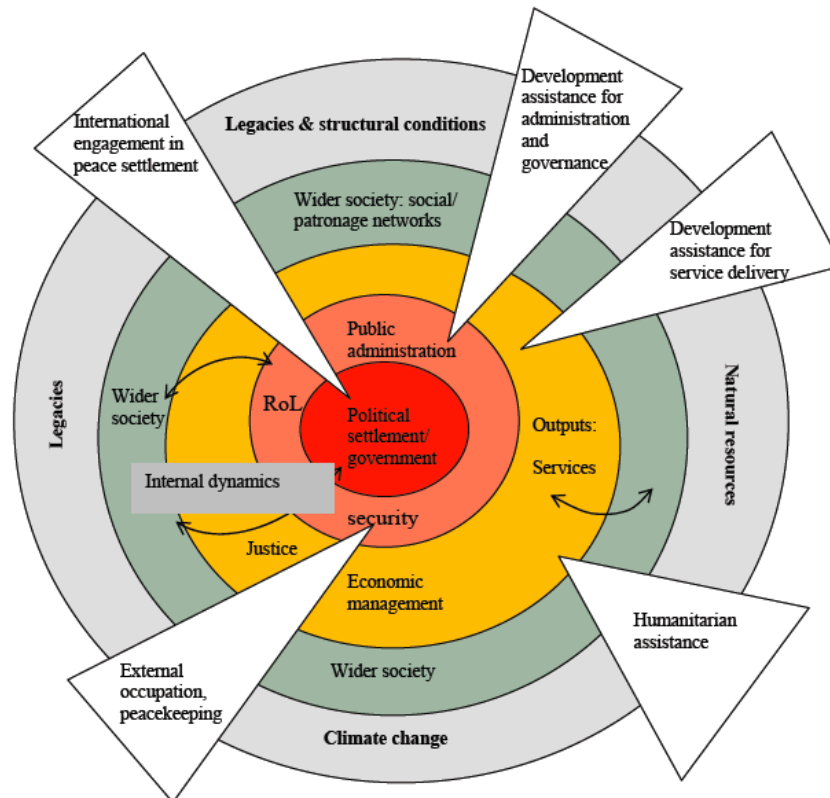 International
engagement in
peace settlement
Legacies & structural conditions
Development
assistance for
administration
and
governance
Wider society: social/
patronage networks
Development
assistance for
service delivery
Public
administration
Wider
society
RoL
Legacies
Natural resources
Political
settlement/
government
Outputs:
Services
Internal dynamics
security
Justice
Economic
management
Humanitarian
assistance
External
occupation,
peacekeeping
Wider society
Climate change